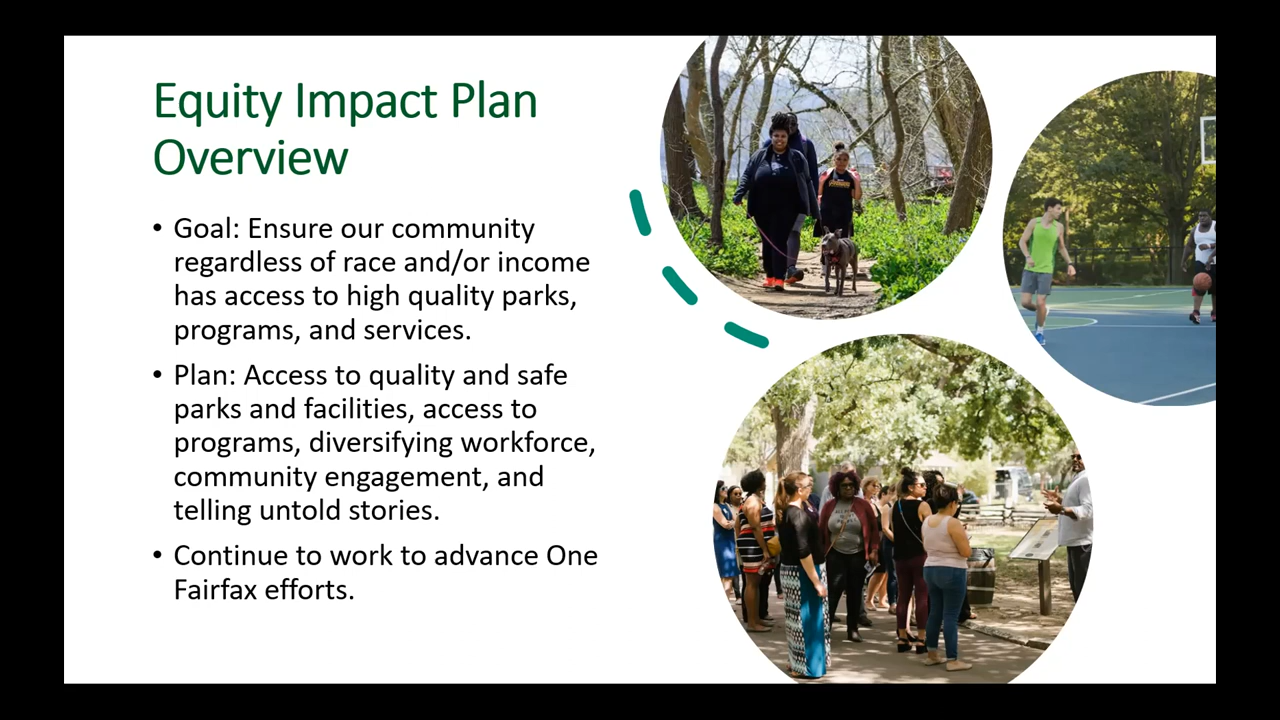 Equity Impact Plan
Overview
• Goal: Ensure our community
regardless of race and/or income
has access to high quality parks,
programs, and services.
• Plan: Access to quality and safe
parks and facilities, access to
programs, diversifying workforce,
community engagement, and
telling untold stories.
• Continue to work to advance One
Fairfax efforts.